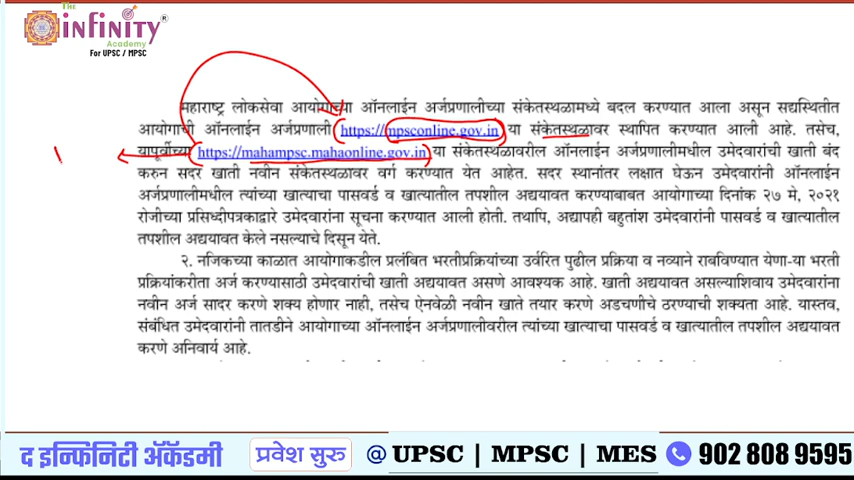 The
infinity®
Academy
For UPSC / MPSC
महाराष्ट्र लोकसेवा आयोगाच्या ऑनलाईन अर्जप्रणालीच्या संकेतस्थळामध्ये बदल करण्यात आला असून सद्यस्थितीत
आयोगाची ऑनलाईन अर्जप्रणाली https://mpsconline.gov.in या संकेतस्थळावर स्थापित करण्यात आली आहे. तसेच,
यापूर्वीच्या https://mahampsc.mahaonline.gov.in या संकेतस्थळावरील ऑनलाईन अर्जप्रणालीमधील उमेदवारांची खाती बंद
करुन सदर खाती नवीन संकेतस्थळावर वर्ग करण्यात येत आहेत. सदर स्थानांतर लक्षात घेऊन उमेदवारांनी ऑनलाईन
अर्जप्रणालीमधील त्यांच्या खात्याचा पासवर्ड व खात्यातील तपशील अद्ययावत करण्याबाबत आयोगाच्या दिनांक २७ मे, २०२१
रोजीच्या प्रसिध्दीपत्रकाद्वारे उमेदवारांना सूचना करण्यात आली होती. तथापि, अद्यापही बहुतांश उमेदवारांनी पासवर्ड व खात्यातील
तपशील अद्ययावत केले नसल्याचे दिसून येते.
२. नजिकच्या काळात आयोगाकडील प्रलंबित भरतीप्रक्रियांच्या उर्वरित पुढील प्रक्रिया व नव्याने राबविण्यात येणा-या भरती
प्रक्रियांकरीता अर्ज करण्यासाठी उमेदवारांची खाती अद्ययावत असणे आवश्यक आहे. खाती अद्ययावत असल्याशिवाय उमेदवारांना
नवीन अर्ज सादर करणे शक्य होणार नाही, तसेच ऐनवेळी नवीन खाते तयार करणे अडचणीचे ठरण्याची शक्यता आहे. यास्तव,
संबंधित उमेदवारांनी तातडीने आयोगाच्या ऑनलाईन अर्जप्रणालीवरील त्यांच्या खात्याचा पासवर्ड व खात्यातील तपशील अद्ययावत
करणे अनिवार्य आहे.
द इन्फिनिटी ॲकॅडमी प्रवेश सुरु @ UPSC | MPSC | MES 902 808 9595